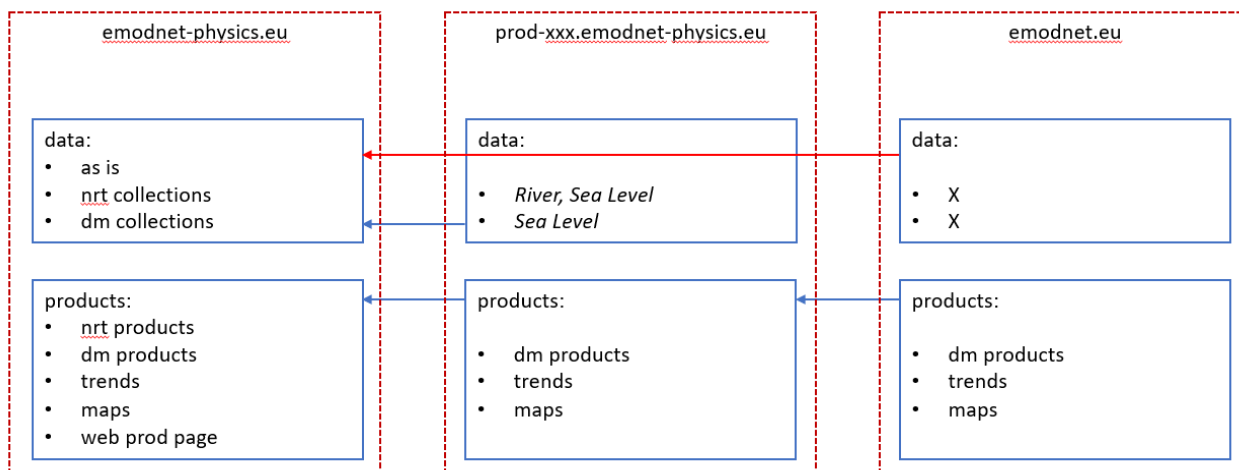 emodnet-physics.eu
data:
• as is
• nrt collections
• dm collections
products:
• nrt products
• dm products
• trends
• maps
• web prod page
prod-xxx.emodnet-physics.eu
data:
• River, Sea Level
• Sea Level
products:
• dm products
• trends
• maps
emodnet.eu
data:
• X
• X
products:
• dm products
• trends
• maps